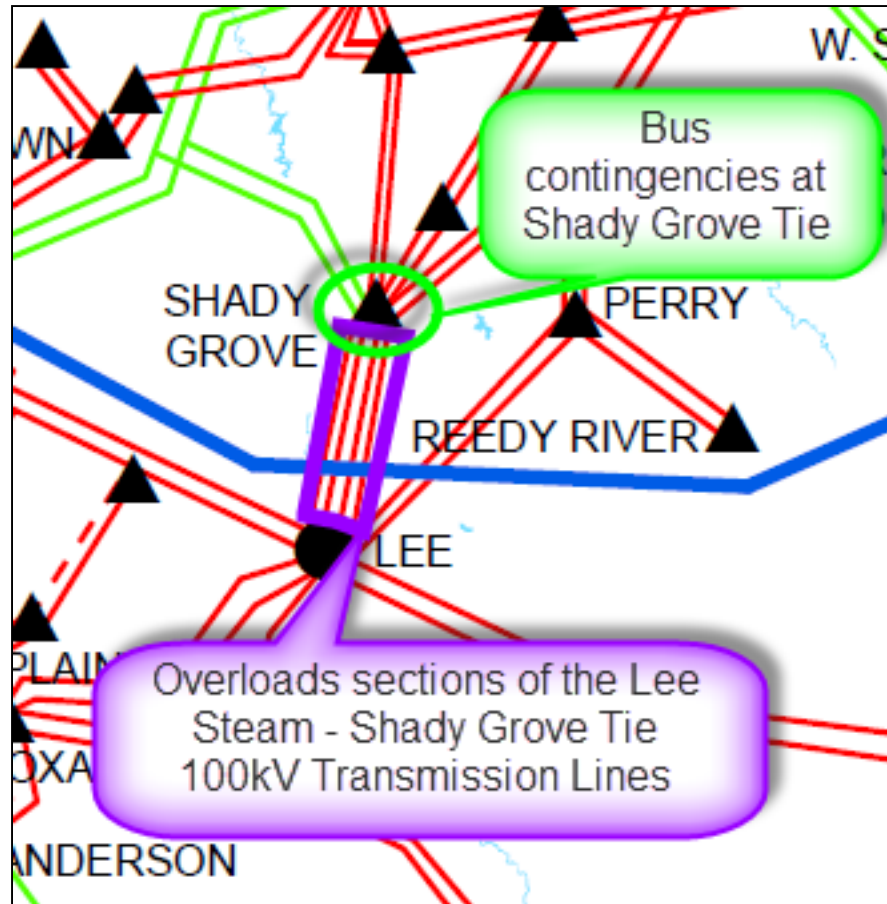 W. S
WN
Bus
contingencies at
Shady Grove Tie
SHADY
GROVE
PERRY
REEDY RIVER
LEE
PLAIN
Overloads sections of the Lee
Steam - Shady Grove Tie
100kV Transmission Lines
OXA
ANDERSON